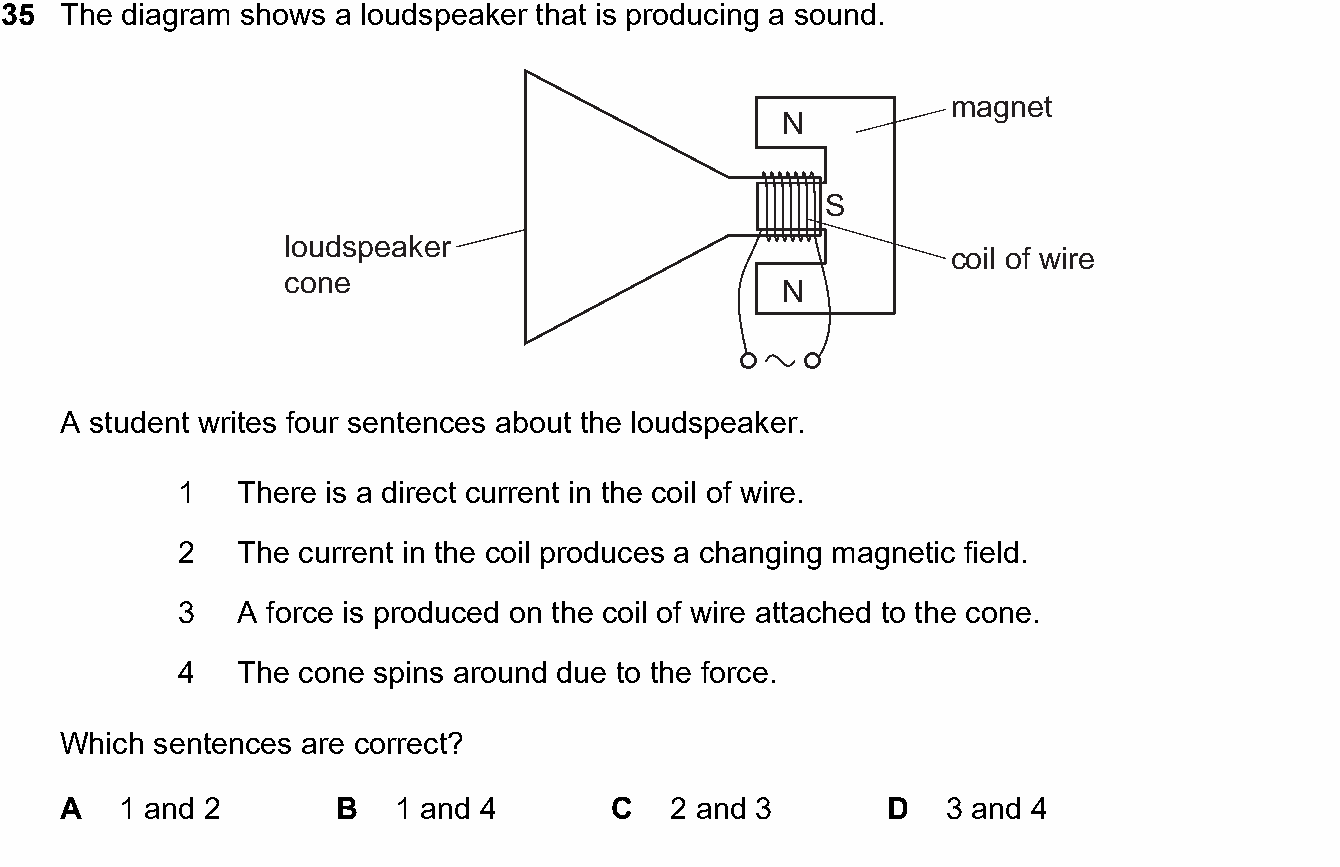 35 The diagram shows a loudspeaker that is producing a sound.
N
magnet
S
loudspeaker
cone
coil of wire
N
~
A student writes four sentences about the loudspeaker.
1 There is a direct current in the coil of wire.
2 The current in the coil produces a changing magnetic field.
3 A force is produced on the coil of wire attached to the cone.
4 The cone spins around due to the force.
Which sentences are correct?
A 1 and 2 B 1 and 4 C 2 and 3 D 3 and 4